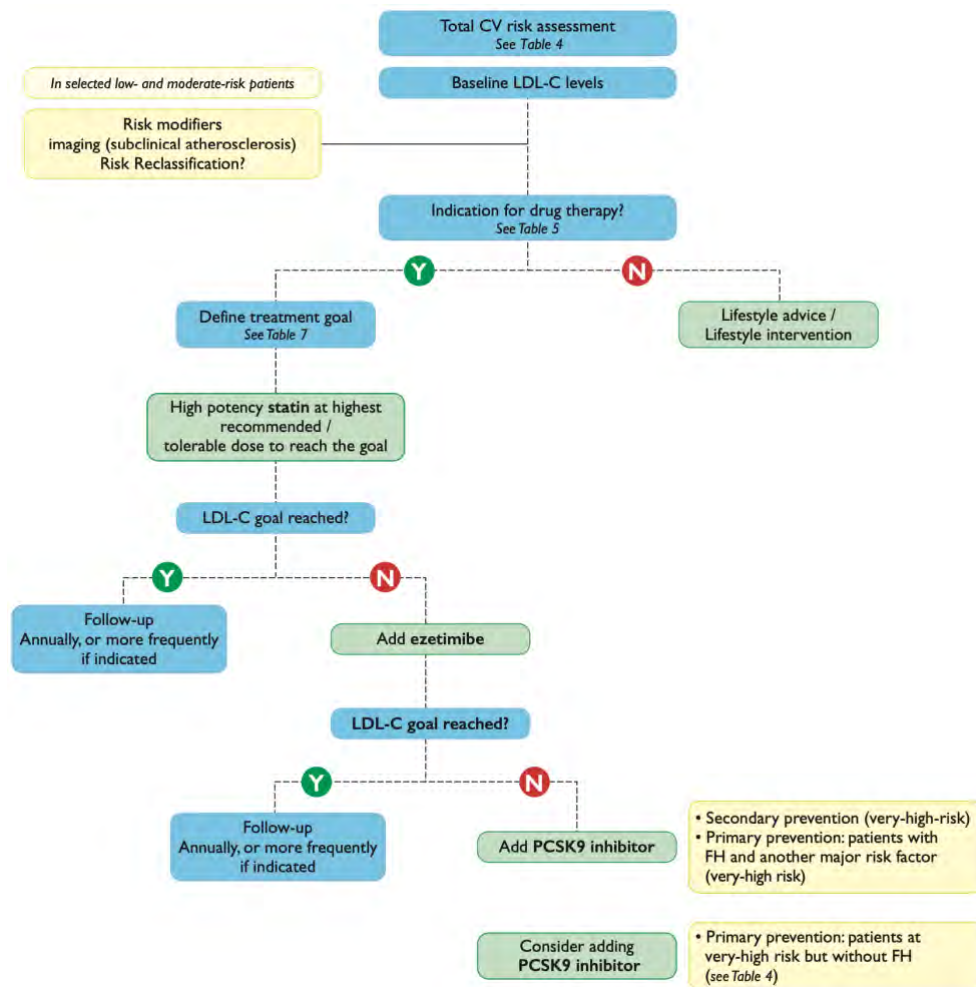 Total CV risk assessment
See Table 4
In selected low- and moderate-risk patients
Baseline LDL-C levels
Risk modifiers
imaging (subclinical atherosclerosis)
Risk Reclassification?
Indication for drug therapy?
See Table 5
Y
N
Define treatment goal
See Table 7
Lifestyle advice /
Lifestyle intervention
High potency statin at highest
recommended /
tolerable dose to reach the goal
LDL-C goal reached?
Y
N
Follow-up
Annually, or more frequently
if indicated
Add ezetimibe
LDL-C goal reached?
Y
N
Follow-up
Annually, or more frequently
if indicated
Add PCSK9 inhibitor
• Secondary prevention (very-high-risk)
• Primary prevention: patients with
FH and another major risk factor
(very-high risk)
Consider adding
PCSK9 inhibitor
• Primary prevention: patients at
very-high risk but without FH
(see Table 4)